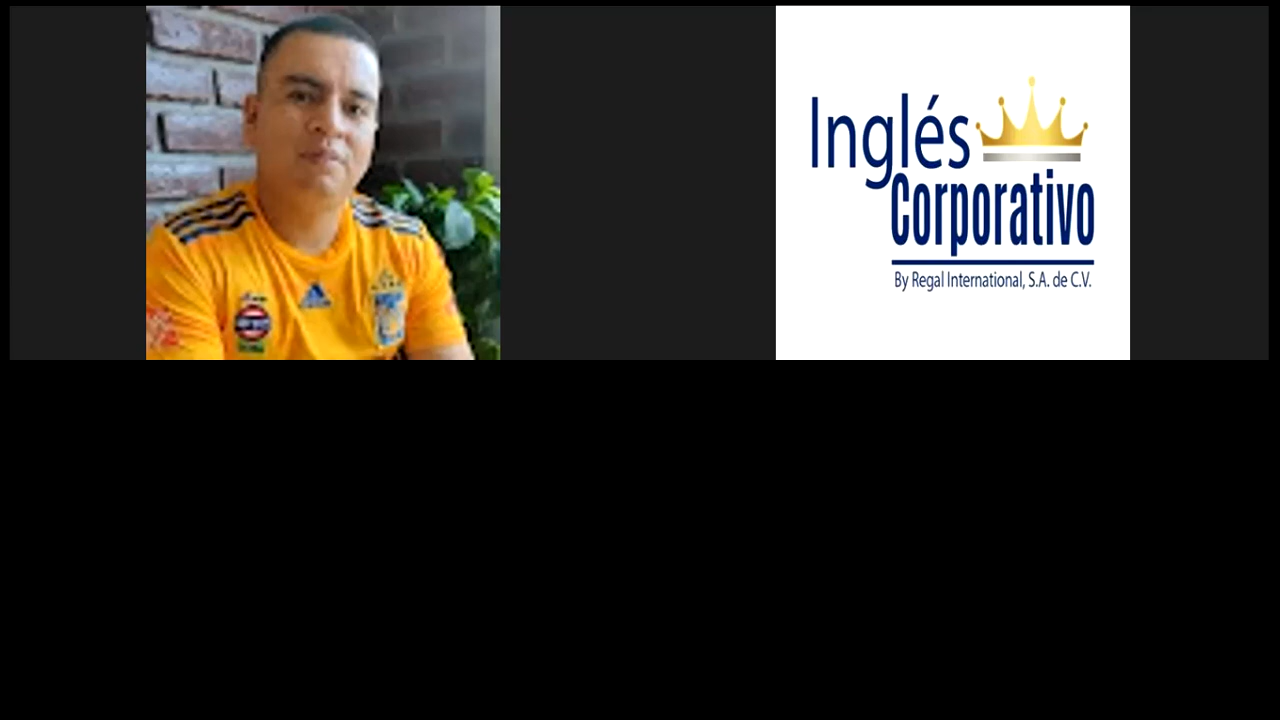 Inglés
Corporativo
By Regal International, S.A. de C.V.